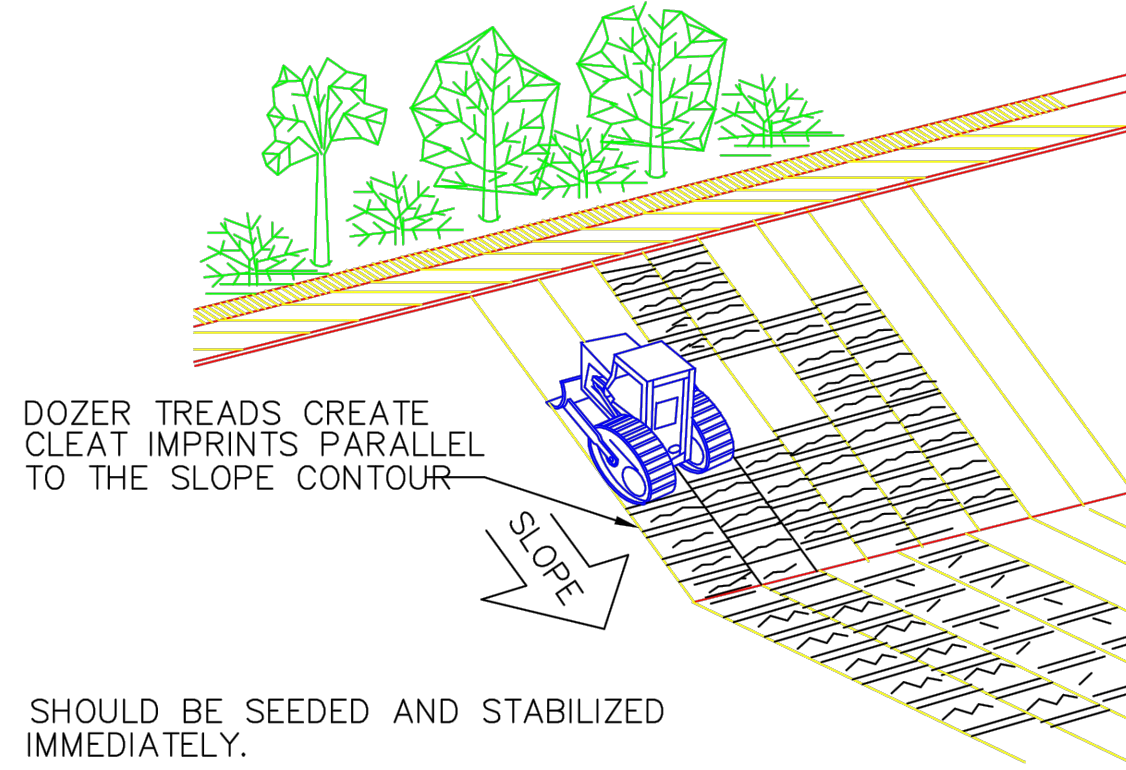 DOZER TREADS CREATE
CLEAT IMPRINTS PARALLEL
TO THE SLOPE CONTOUR
SLOPE
SHOULD BE SEEDED AND STABILIZED
IMMEDIATELY.